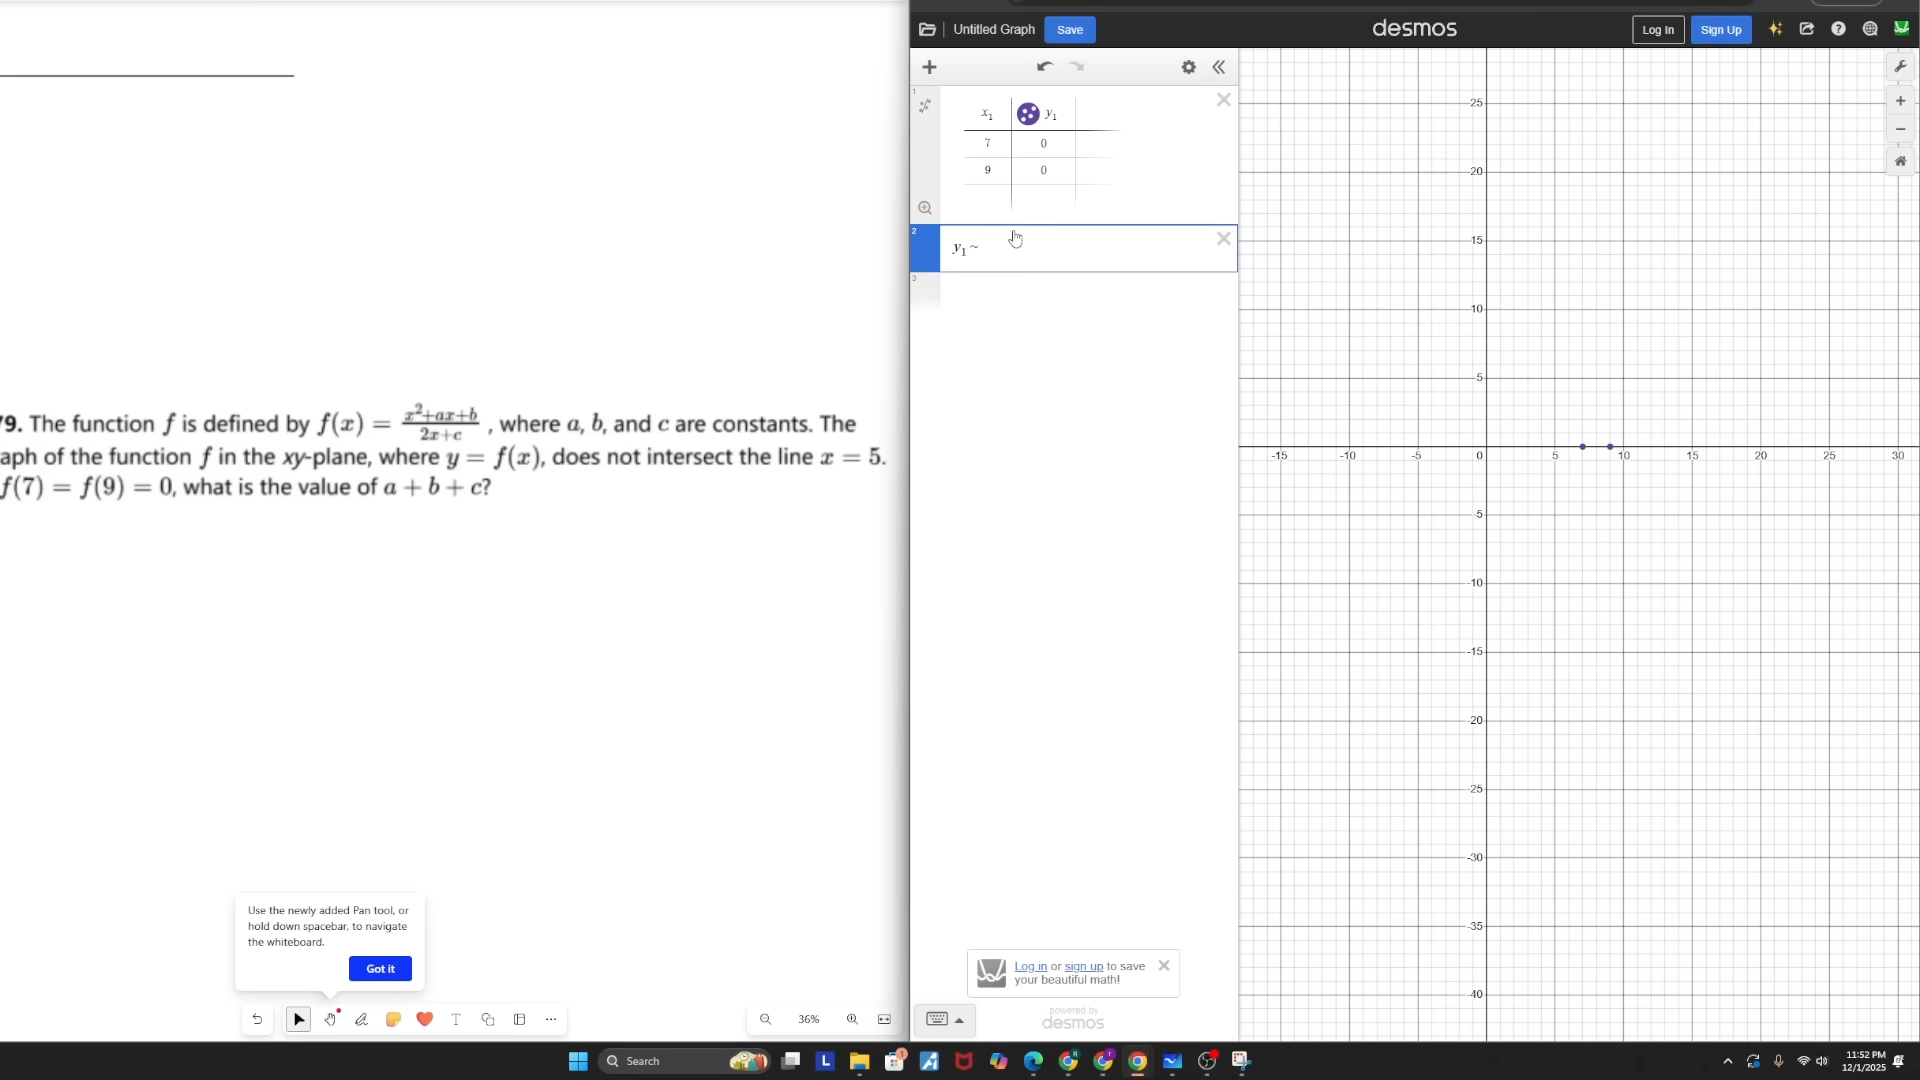 79. The function f is defined by f(x) = \frac{x^2+ax+b}{2x+c} , where a, b, and c are constants. The
aph of the function f in the xy-plane, where y = f(x), does not intersect the line x = 5.
f(7) = f(9) = 0, what is the value of a + b + c?
Use the newly added Pan tool, or
hold down spacebar, to navigate
the whiteboard.
Got it
36%
Untitled Graph
Save
desmos
Log In
Sign Up
1
x₁ y₁
7 0
9 0
2
y₁ ~
3
Log in or sign up to save
your beautiful math!
powered by
desmos
25
20
15
10
5
-15 -10 -5 0 5 10 15 20 25 30
-5
-10
-15
-20
-25
-30
-35
-40
Search
L
11:52 PM
12/1/2025